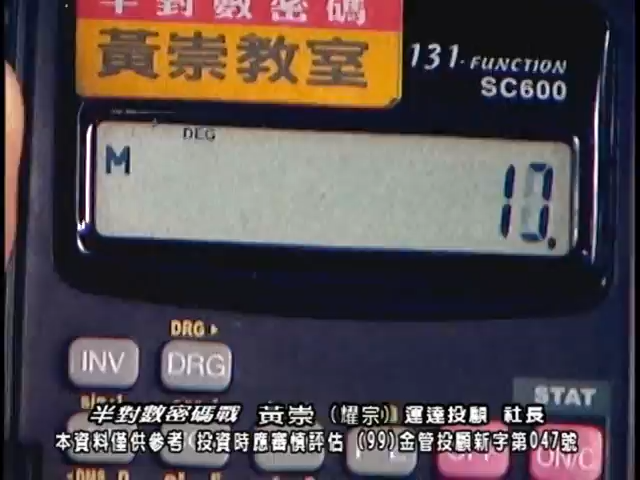 半對數密碼
黃崇教室
131-FUNCTION
SC600
DEG
M
INV
DRG▸
DRG
STAT
半對數密碼戰 黃崇（耀宗） 運達投顧 社長
本資料僅供參考 投資時應審慎評估 (99)金管投顧新字第047號
ON/C